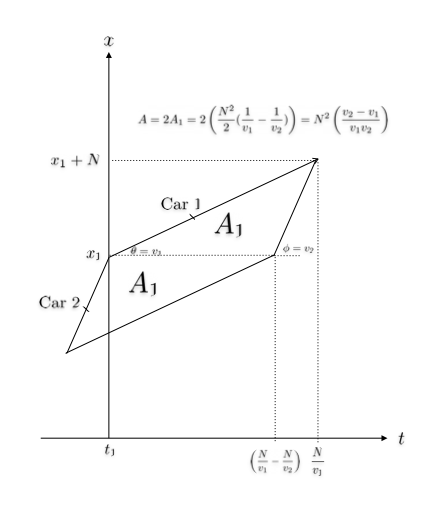 x
A = 2A₁ = 2(N²/2(1/v₁ − 1/v₂)) = N²((v₂ − v₁)/(v₁v₂))
x₁ + N
Car 1
A₁
x₁
θ = v₁
ϕ = v₂
A₁
Car 2
t
t₁
(N/v₁ − N/v₂)
N/v₁